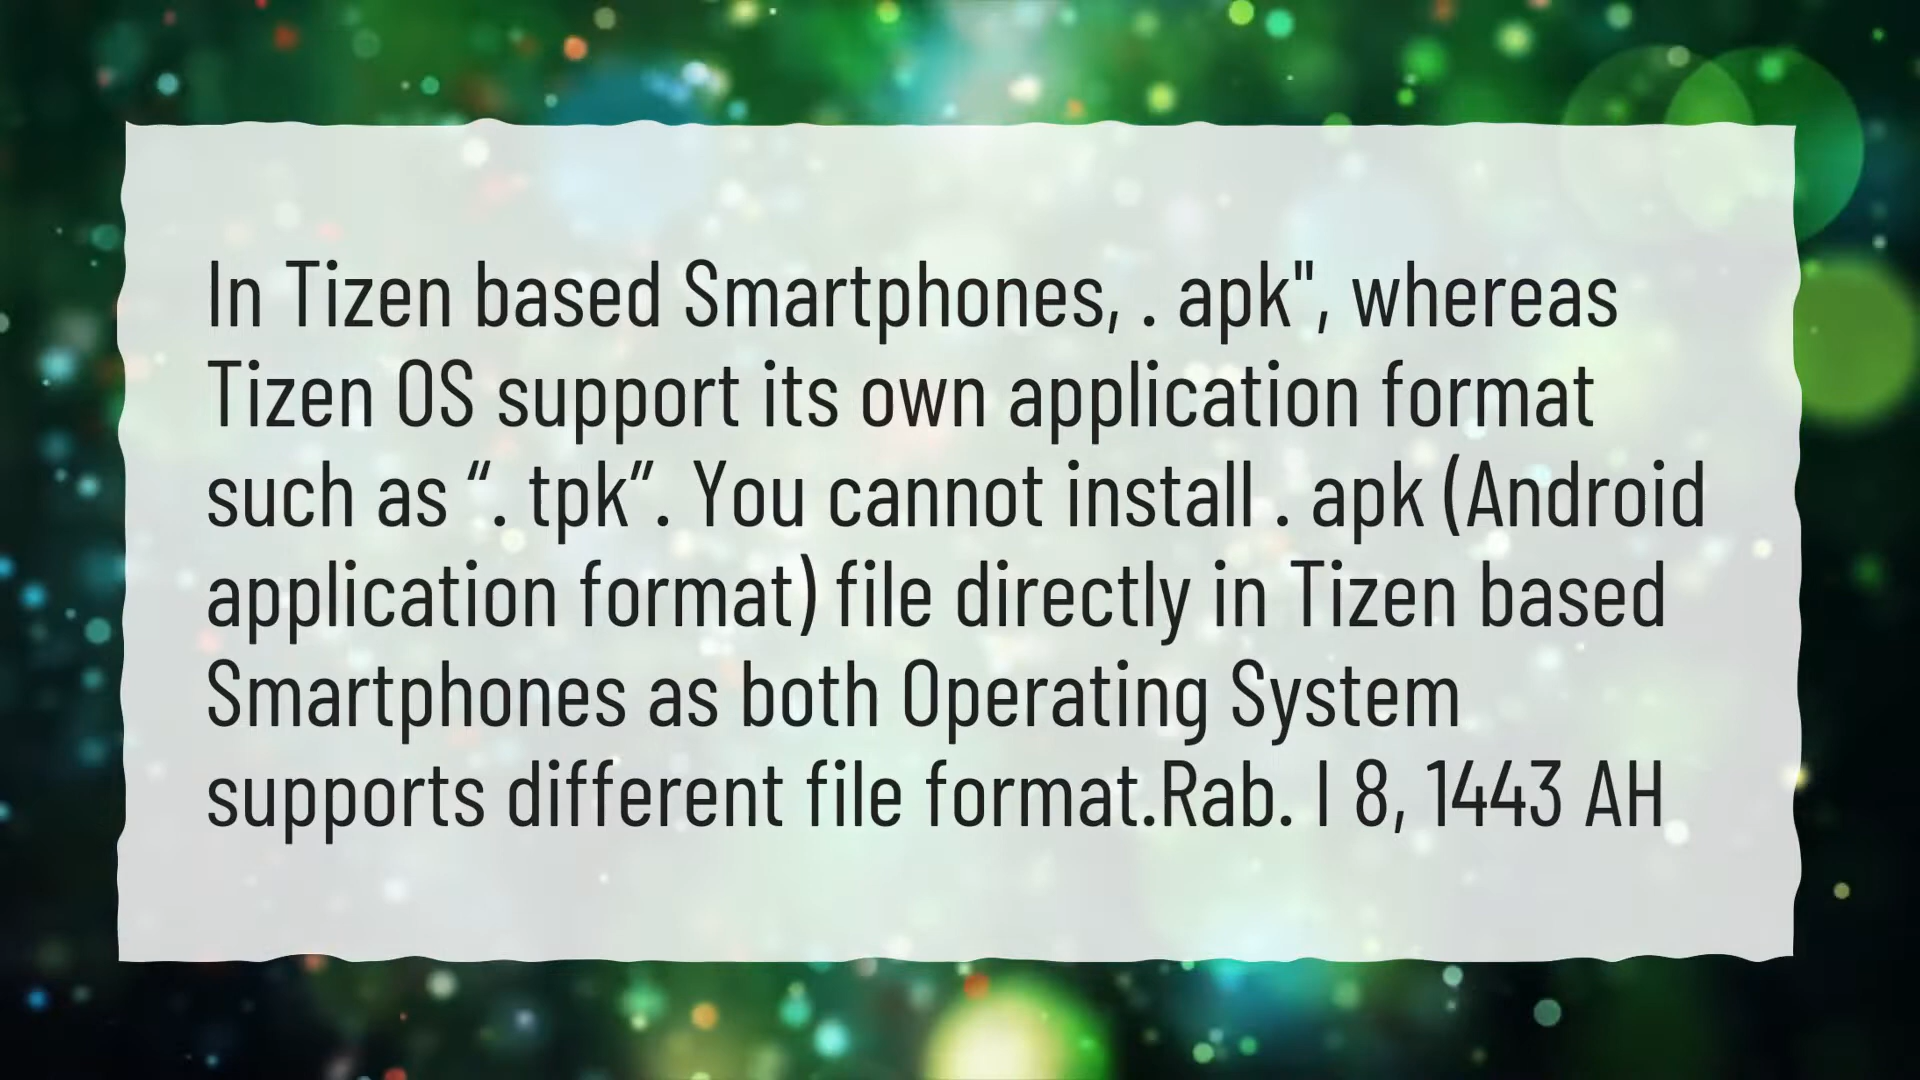 In Tizen based Smartphones, . apk", whereas
Tizen OS support its own application format
such as “. tpk”. You cannot install . apk (Android
application format) file directly in Tizen based
Smartphones as both Operating System
supports different file format.Rab. I 8, 1443 AH